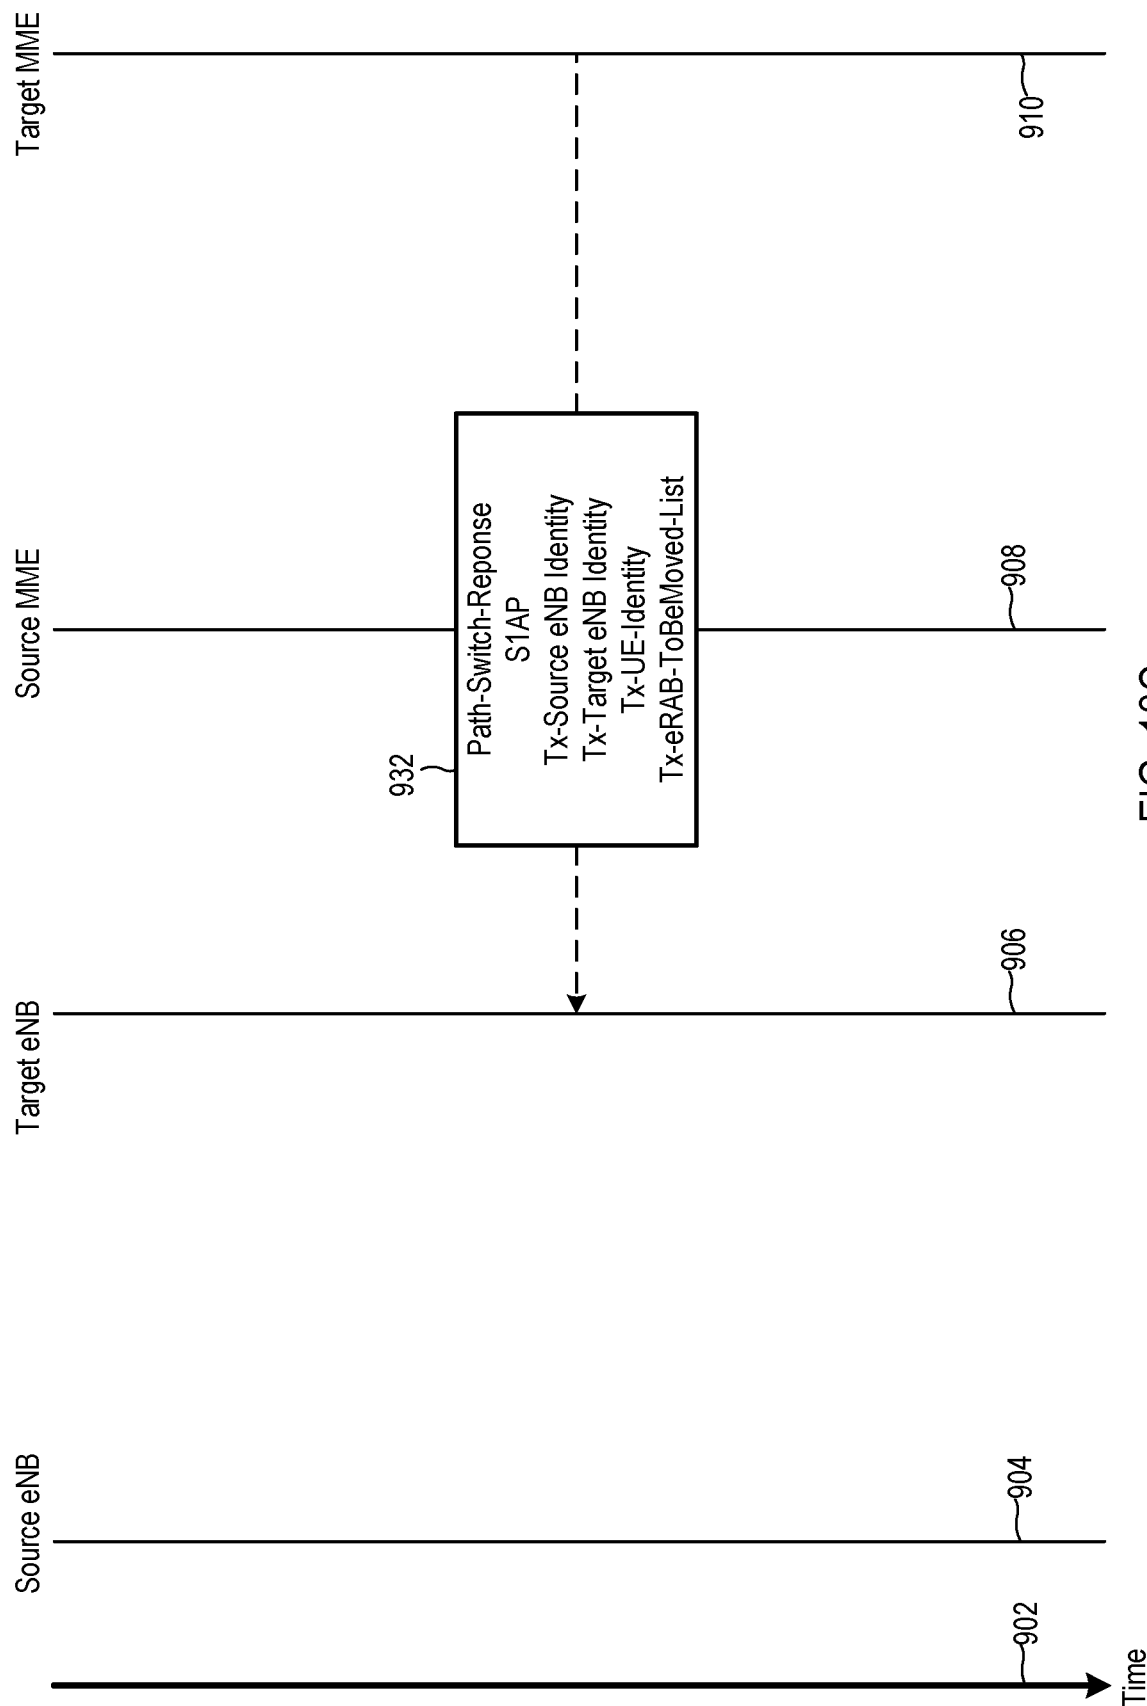 Source eNB
Target eNB
Source MME
Target MME
932
Path-Switch-Reponse
S1AP
Tx-Source eNB Identity
Tx-Target eNB Identity
Tx-UE-Identity
Tx-eRAB-ToBeMoved-List
902
904
906
908
910
Time